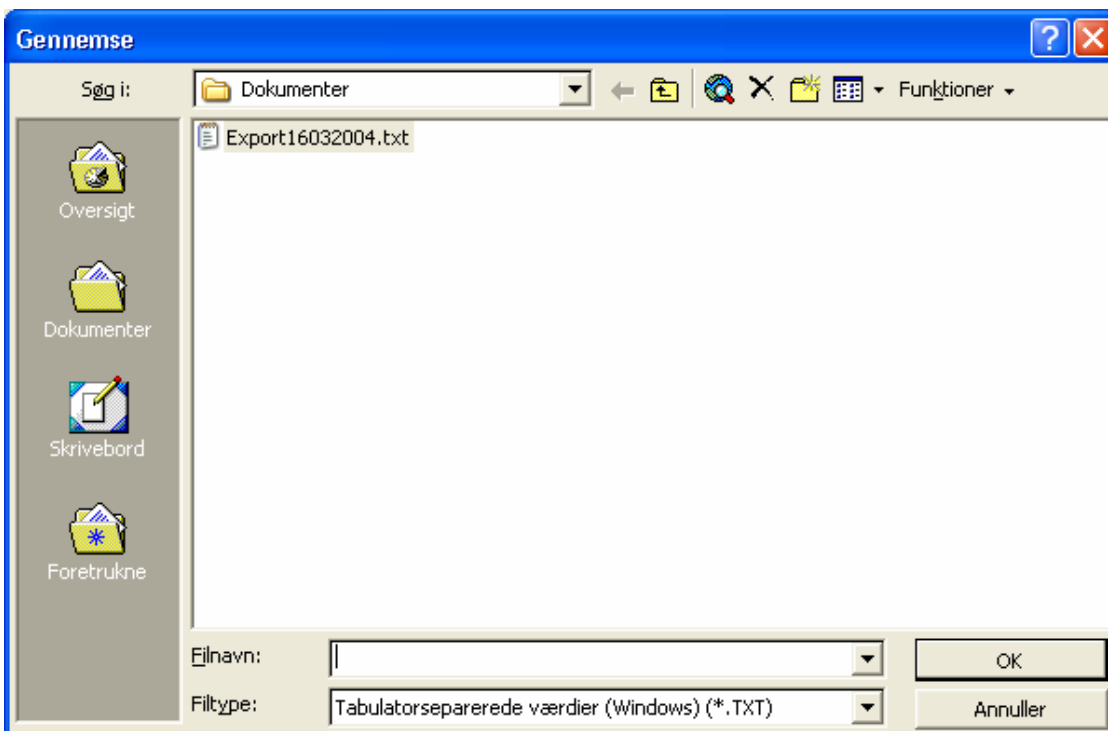 Gennemse
Søg i:
Dokumenter
Funktioner
Export16032004.txt
Oversigt
Dokumenter
Skrivebord
Foretrukne
Filnavn:
OK
Filtype:
Tabulatorseparerede værdier (Windows) (*.TXT)
Annuller